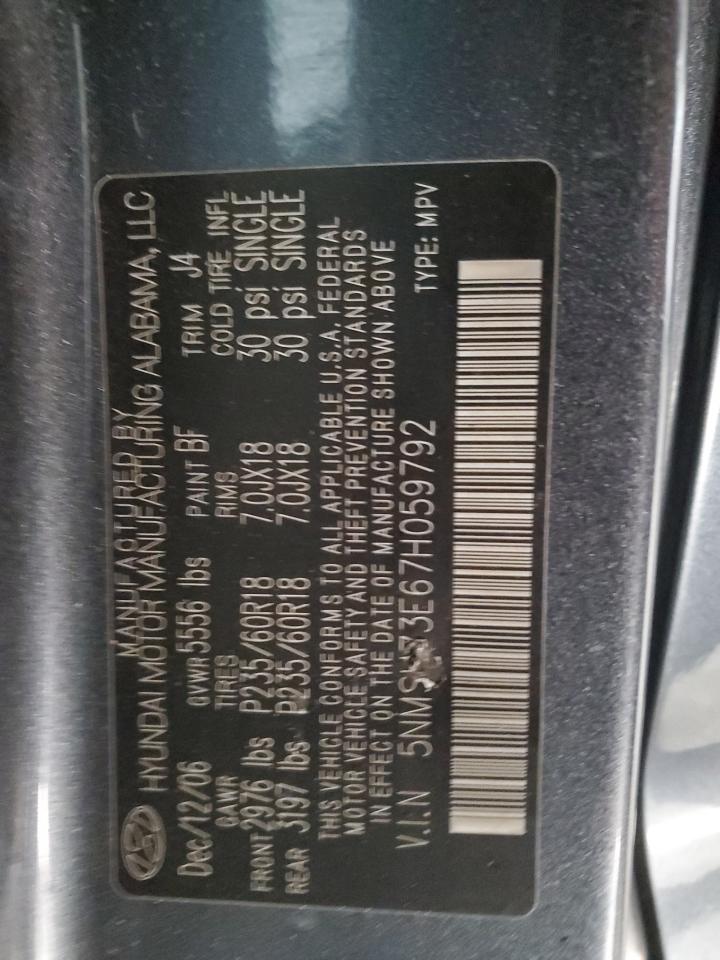 MANUFACTURED BY
HYUNDAI MOTOR MANUFACTURING ALABAMA, LLC
Dec/12/06 GVWR 5556 lbs PAINT BF TRIM J4
GAWR TIRES RIMS COLD TIRE INFL
FRONT 2976 lbs P235/60R18 7.0JX18 30 psi SINGLE
REAR 3197 lbs P235/60R18 7.0JX18 30 psi SINGLE
THIS VEHICLE CONFORMS TO ALL APPLICABLE U.S.A. FEDERAL
MOTOR VEHICLE SAFETY AND THEFT PREVENTION STANDARDS
IN EFFECT ON THE DATE OF MANUFACTURE SHOWN ABOVE
V.I.N TYPE: MPV